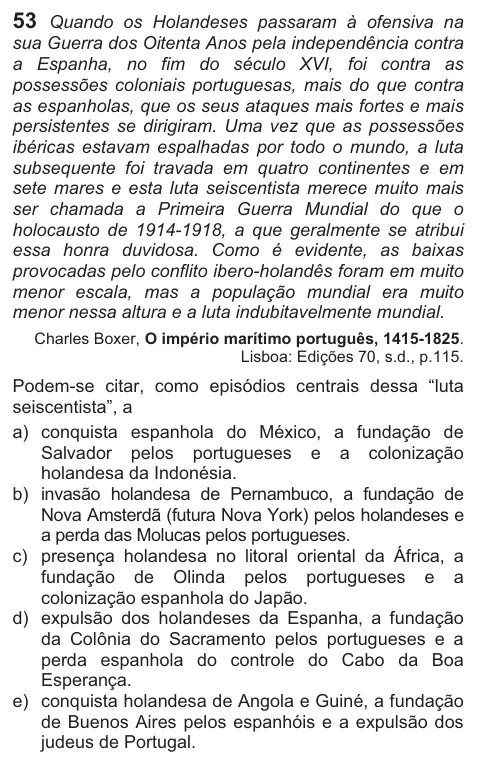 53 Quando os Holandeses passaram à ofensiva na
sua Guerra dos Oitenta Anos pela independência contra
a Espanha, no fim do século XVI, foi contra as
possessões coloniais portuguesas, mais do que contra
as espanholas, que os seus ataques mais fortes e mais
persistentes se dirigiram. Uma vez que as possessões
ibéricas estavam espalhadas por todo o mundo, a luta
subsequente foi travada em quatro continentes e em
sete mares e esta luta seiscentista merece muito mais
ser chamada a Primeira Guerra Mundial do que o
holocausto de 1914-1918, a que geralmente se atribui
essa honra duvidosa. Como é evidente, as baixas
provocadas pelo conflito ibero-holandês foram em muito
menor escala, mas a população mundial era muito
menor nessa altura e a luta indubitavelmente mundial.
Charles Boxer, O império marítimo português, 1415-1825.
Lisboa: Edições 70, s.d., p.115.
Podem-se citar, como episódios centrais dessa “luta
seiscentista”, a
a) conquista espanhola do México, a fundação de
Salvador pelos portugueses e a colonização
holandesa da Indonésia.
b) invasão holandesa de Pernambuco, a fundação de
Nova Amsterdã (futura Nova York) pelos holandeses e
a perda das Molucas pelos portugueses.
c) presença holandesa no litoral oriental da África, a
fundação de Olinda pelos portugueses e a
colonização espanhola do Japão.
d) expulsão dos holandeses da Espanha, a fundação
da Colônia do Sacramento pelos portugueses e a
perda espanhola do controle do Cabo da Boa
Esperança.
e) conquista holandesa de Angola e Guiné, a fundação
de Buenos Aires pelos espanhóis e a expulsão dos
judeus de Portugal.